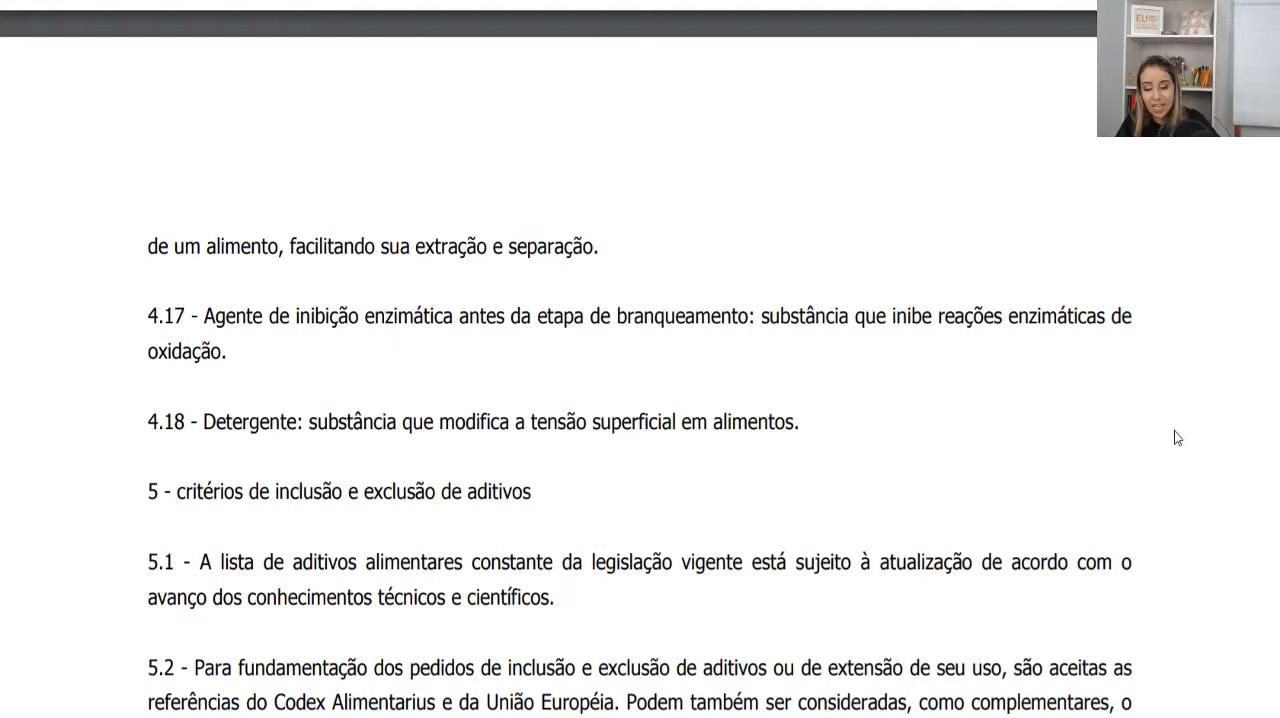 EU
de um alimento, facilitando sua extração e separação.
4.17 - Agente de inibição enzimática antes da etapa de branqueamento: substância que inibe reações enzimáticas de
oxidação.
4.18 - Detergente: substância que modifica a tensão superficial em alimentos.
5 - critérios de inclusão e exclusão de aditivos
5.1 - A lista de aditivos alimentares constante da legislação vigente está sujeito à atualização de acordo com o
avanço dos conhecimentos técnicos e científicos.
5.2 - Para fundamentação dos pedidos de inclusão e exclusão de aditivos ou de extensão de seu uso, são aceitas as
referências do Codex Alimentarius e da União Européia. Podem também ser consideradas, como complementares, o